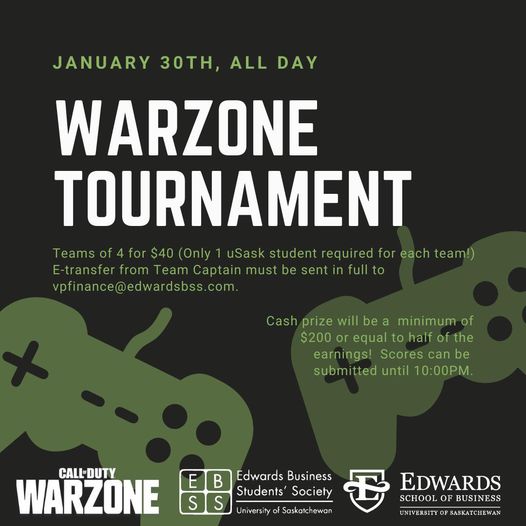 JANUARY 30TH, ALL DAY
WARZONE
TOURNAMENT
Teams of 4 for $40 (Only 1 uSask student required for each team!)
E-transfer from Team Captain must be sent in full to
vpfinance@edwardsbss.com.
Cash prize will be a minimum of
$200 or equal to half of the
earnings! Scores can be
submitted until 10:00PM.
CALL OF DUTY
WARZONE
E B
S S
Edwards Business
Students' Society
University of Saskatchewan
E
EDWARDS
SCHOOL OF BUSINESS
UNIVERSITY OF SASKATCHEWAN